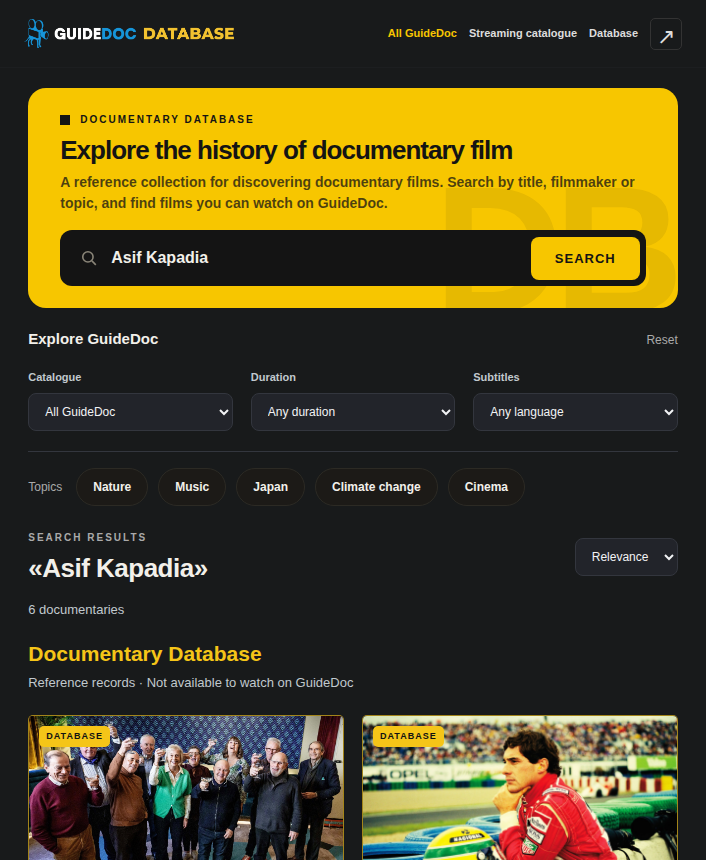 GUIDEDOC DATABASE
All GuideDoc Streaming catalogue Database ↗
DOCUMENTARY DATABASE
Explore the history of documentary film
A reference collection for discovering documentary films. Search by title, filmmaker or
topic, and find films you can watch on GuideDoc.
DB
Asif Kapadia
SEARCH
Explore GuideDoc
Reset
Catalogue Duration Subtitles
All GuideDoc Any duration Any language
Topics Nature Music Japan Climate change Cinema
SEARCH RESULTS
«Asif Kapadia»
Relevance
6 documentaries
Documentary Database
Reference records · Not available to watch on GuideDoc
DATABASE
DATABASE
OPEL